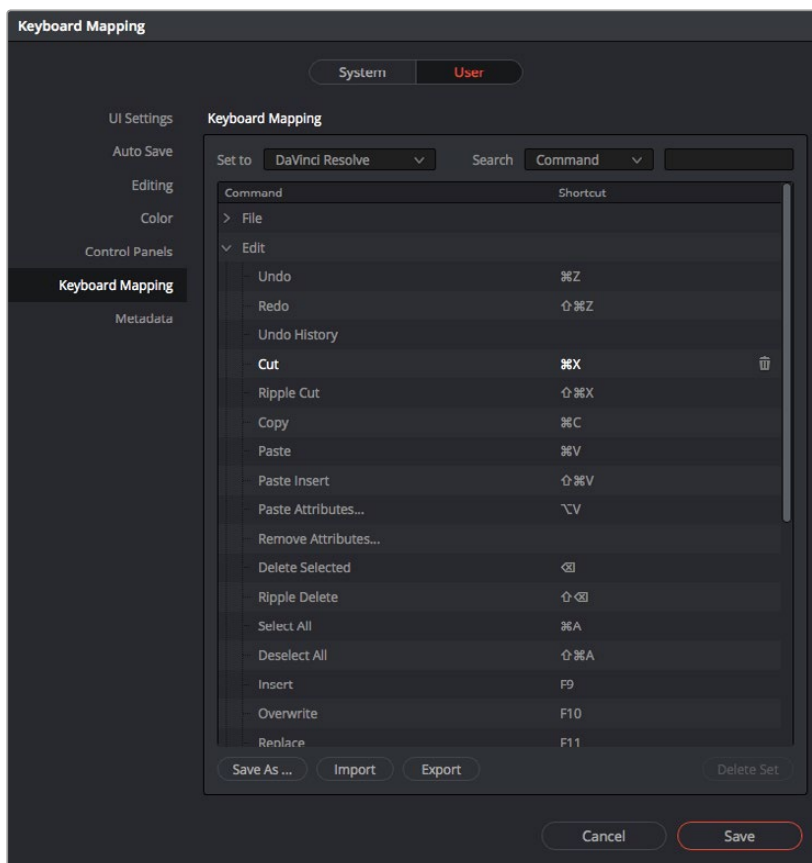 Keyboard Mapping
System User
UI Settings
Auto Save
Editing
Color
Control Panels
Keyboard Mapping
Metadata
Keyboard Mapping
Set to DaVinci Resolve Search Command
Command Shortcut
File
Edit
Undo ⌘Z
Redo ⇧⌘Z
Undo History
Cut ⌘X
Ripple Cut ⇧⌘X
Copy ⌘C
Paste ⌘V
Paste Insert ⇧⌘V
Paste Attributes... ⌥V
Remove Attributes...
Delete Selected ⌫
Ripple Delete ⇧⌫
Select All ⌘A
Deselect All ⇧⌘A
Insert F9
Overwrite F10
Replace F11
Save As ... Import Export Delete Set
Cancel Save